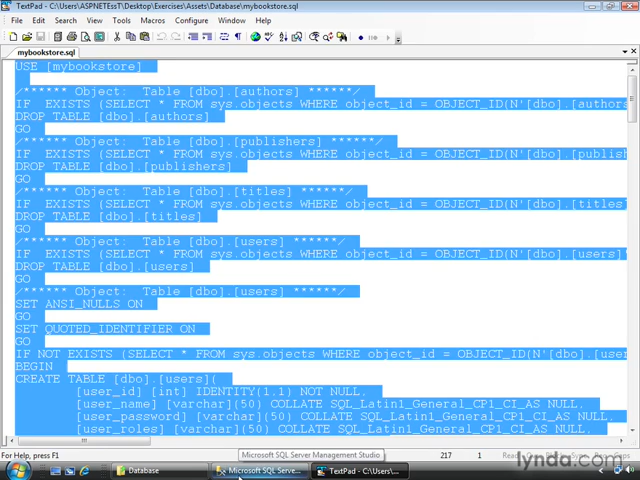 TextPad - C:\Users\ASPNETEssT\Desktop\Exercises\Assets\Database\mybookstore.sql
File Edit Search View Tools Macros Configure Window Help
mybookstore.sql
USE [mybookstore]
/****** Object:  Table [dbo].[authors] ******/
IF  EXISTS (SELECT * FROM sys.objects WHERE object_id = OBJECT_ID(N'[dbo].[authors
DROP TABLE [dbo].[authors]
GO
/****** Object:  Table [dbo].[publishers] ******/
IF  EXISTS (SELECT * FROM sys.objects WHERE object_id = OBJECT_ID(N'[dbo].[publish
DROP TABLE [dbo].[publishers]
GO
/****** Object:  Table [dbo].[titles] ******/
IF  EXISTS (SELECT * FROM sys.objects WHERE object_id = OBJECT_ID(N'[dbo].[titles
DROP TABLE [dbo].[titles]
GO
/****** Object:  Table [dbo].[users] ******/
IF  EXISTS (SELECT * FROM sys.objects WHERE object_id = OBJECT_ID(N'[dbo].[users]'
DROP TABLE [dbo].[users]
GO
/****** Object:  Table [dbo].[users] ******/
SET ANSI_NULLS ON
GO
SET QUOTED_IDENTIFIER ON
GO
IF NOT EXISTS (SELECT * FROM sys.objects WHERE object_id = OBJECT_ID(N'[dbo].[user
BEGIN
CREATE TABLE [dbo].[users](
[user_id] [int] IDENTITY(1,1) NOT NULL,
[user_name] [varchar](50) COLLATE SQL_Latin1_General_CP1_CI_AS NULL,
[user_password] [varchar](50) COLLATE SQL_Latin1_General_CP1_CI_AS NULL,
[user_roles] [varchar](50) COLLATE SQL_Latin1_General_CP1_CI_AS NULL,
For Help, press F1
Microsoft SQL Server Management Studio
217 1
lynda.com
Database
Microsoft SQL Serve...
TextPad - C:\Users\...